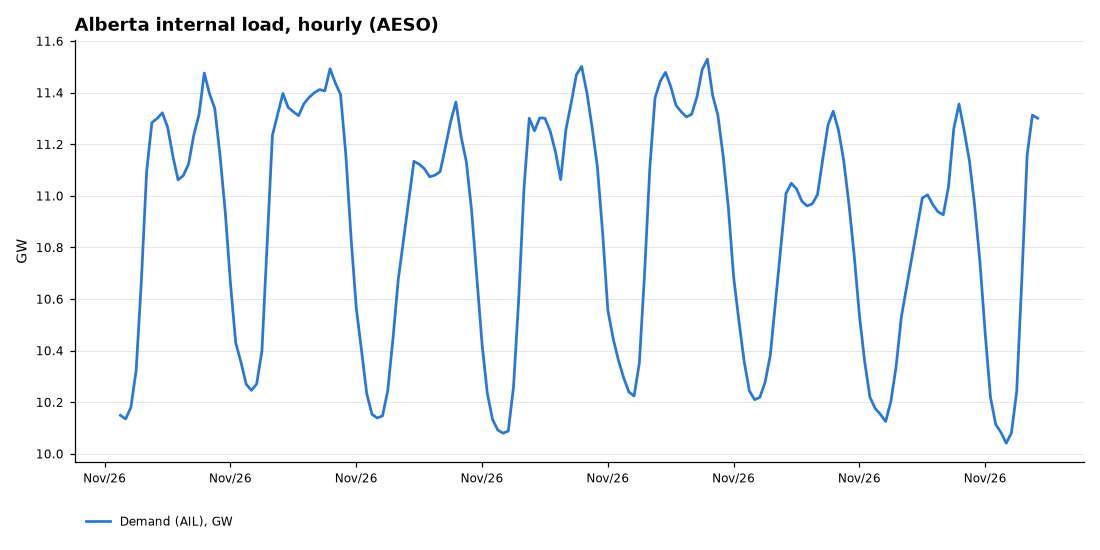 Alberta internal load, hourly (AESO)
11.6
11.4
11.2
11.0
10.8
10.6
10.4
10.2
10.0
GW
Nov/26 Nov/26 Nov/26 Nov/26 Nov/26 Nov/26 Nov/26 Nov/26
Demand (AIL), GW